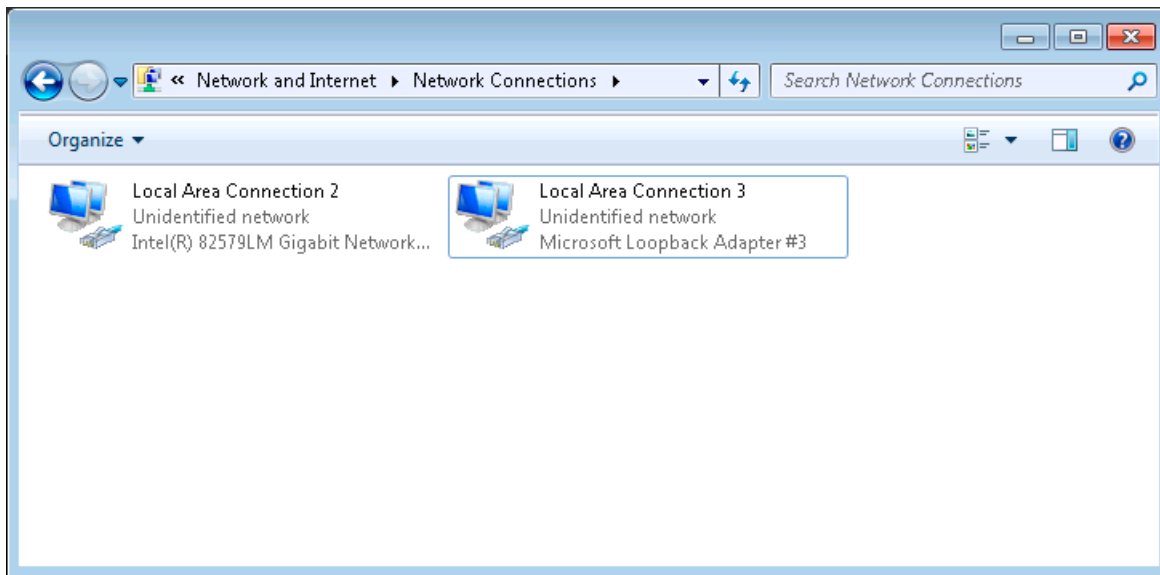 « Network and Internet ▸ Network Connections ▸
Search Network Connections
Organize
Local Area Connection 2
Unidentified network
Intel(R) 82579LM Gigabit Network...
Local Area Connection 3
Unidentified network
Microsoft Loopback Adapter #3